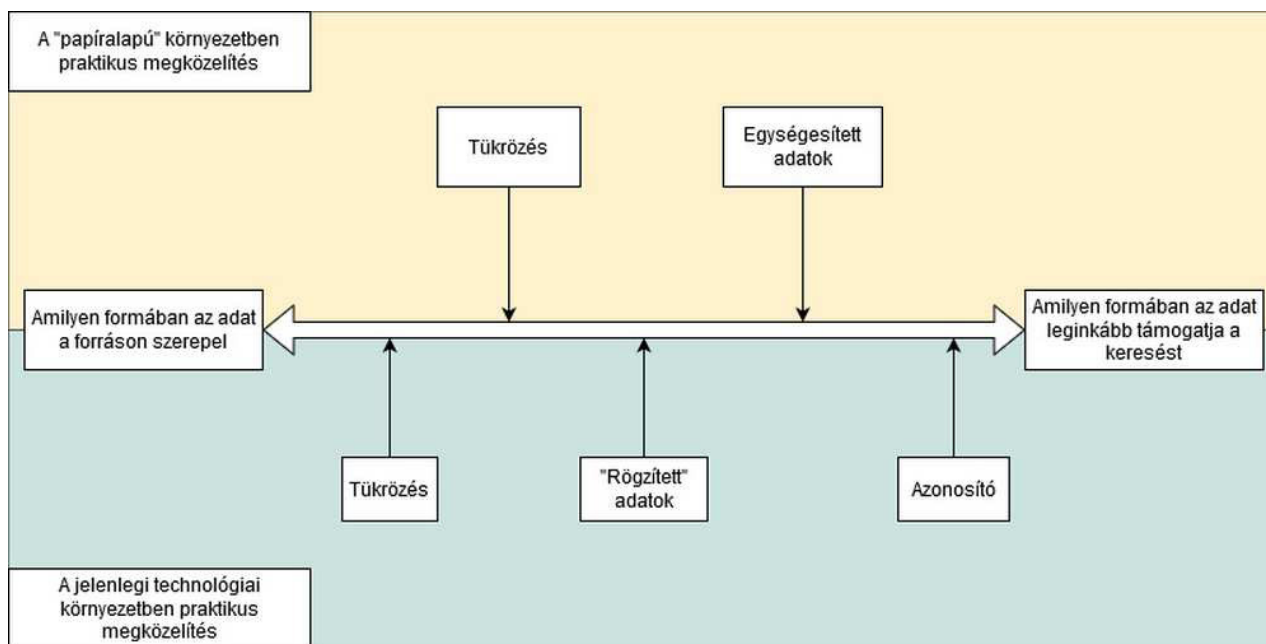 A "papíralapú" környezetben
praktikus megközelítés
Tükrözés
Egységesített
adatok
Amilyen formában az adat
a forráson szerepel
Amilyen formában az adat
leginkább támogatja a
keresést
Tükrözés
"Rögzített"
adatok
Azonosító
A jelenlegi technológiai
környezetben praktikus
megközelítés